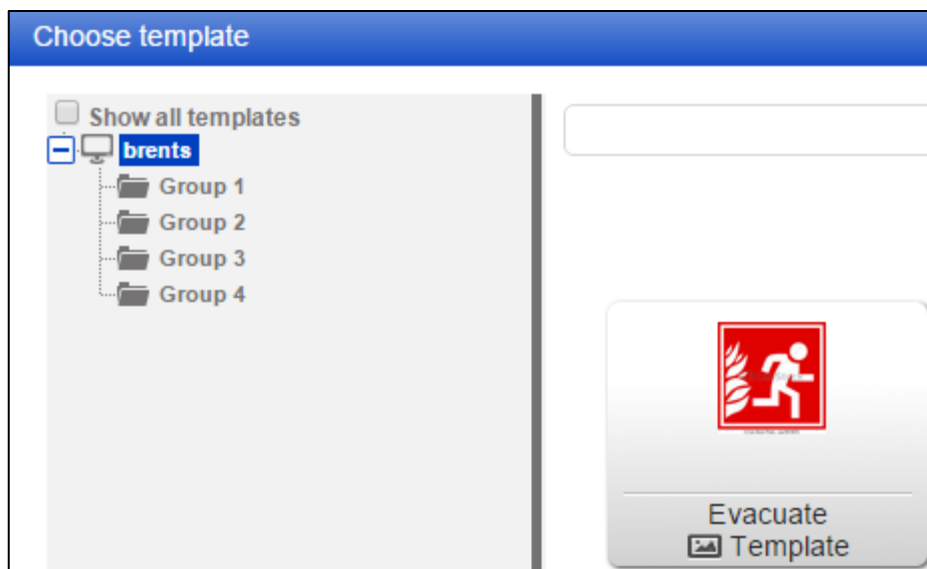 Choose template
Show all templates
brents
Group 1
Group 2
Group 3
Group 4
Evacuate
Template